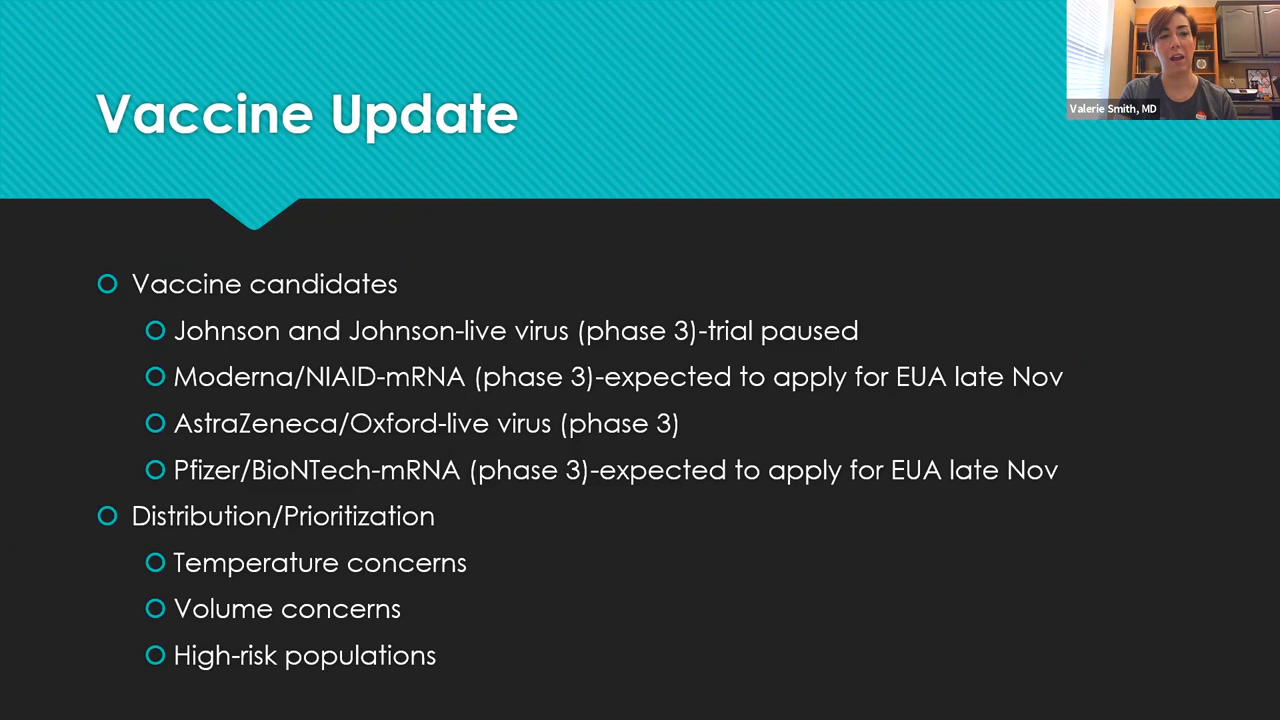 Vaccine Update
Valerie Smith, MD
Vaccine candidates
Johnson and Johnson-live virus (phase 3)-trial paused
Moderna/NIAID-mRNA (phase 3)-expected to apply for EUA late Nov
AstraZeneca/Oxford-live virus (phase 3)
Pfizer/BioNTech-mRNA (phase 3)-expected to apply for EUA late Nov
Distribution/Prioritization
Temperature concerns
Volume concerns
High-risk populations